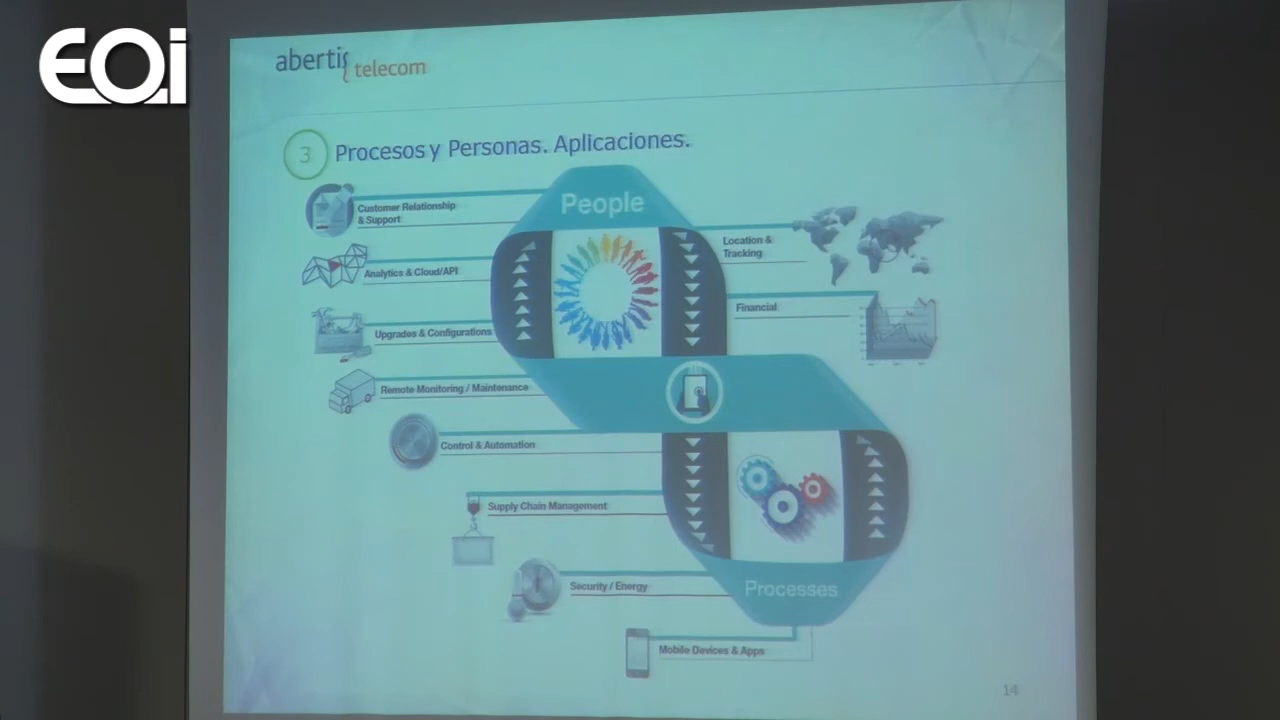 EOi
abertis
telecom
3
Procesos y Personas. Aplicaciones.
People
Customer Relationship
& Support
Location &
Tracking
Analytics & Cloud/API
Financial
Upgrades & Configurations
Remote Monitoring / Maintenance
Control & Automation
Supply Chain Management
Security / Energy
Processes
Mobile Devices & Apps
14